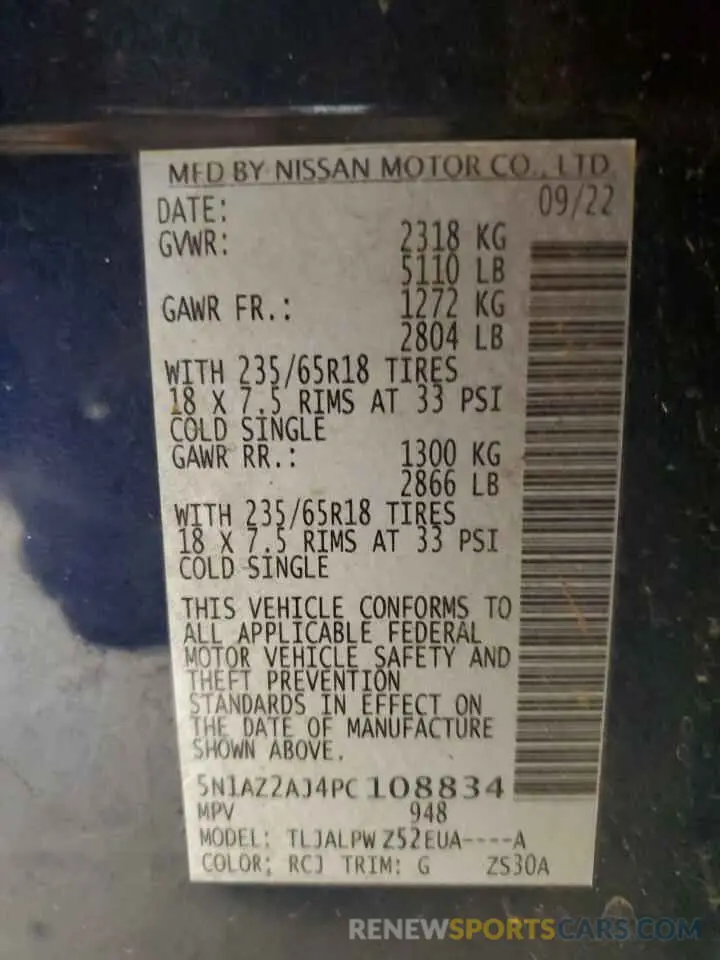 MFD BY NISSAN MOTOR CO., LTD.
DATE: 09/22
GVWR: 2318 KG
5110 LB
GAWR FR.: 1272 KG
2804 LB
WITH 235/65R18 TIRES
18 X 7.5 RIMS AT 33 PSI
COLD SINGLE
GAWR RR.: 1300 KG
2866 LB
WITH 235/65R18 TIRES
18 X 7.5 RIMS AT 33 PSI
COLD SINGLE
THIS VEHICLE CONFORMS TO
ALL APPLICABLE FEDERAL
MOTOR VEHICLE SAFETY AND
THEFT PREVENTION
STANDARDS IN EFFECT ON
THE DATE OF MANUFACTURE
SHOWN ABOVE.
5N1AZ2AJ4PC108834
MPV 948
MODEL: TLJALPW Z52EUA----A
COLOR: RCJ TRIM: G ZS30A
RENEWSPORTSCARS.COM